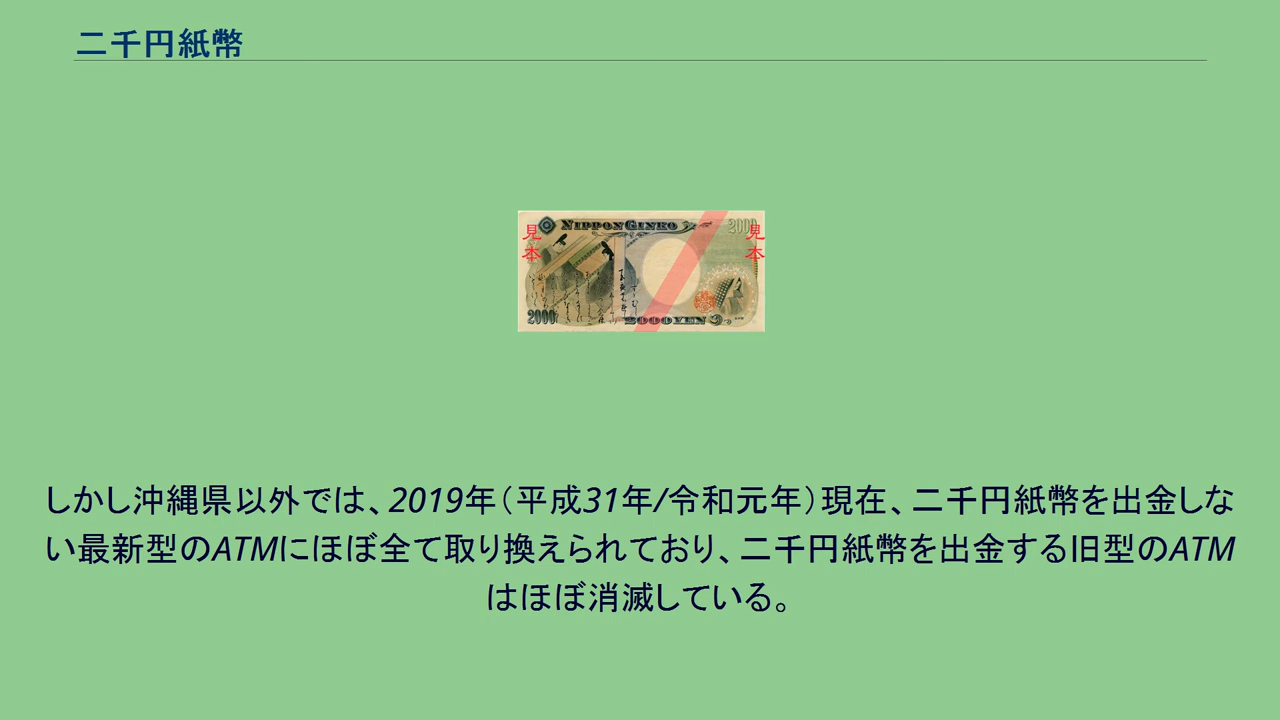 二千円紙幣
NIPPON GINKO
2000
見本
見本
2000
2000 YEN
しかし沖縄県以外では、2019年（平成31年/令和元年）現在、二千円紙幣を出金しな
い最新型のATMにほぼ全て取り換えられており、二千円紙幣を出金する旧型のATM
はほぼ消滅している。